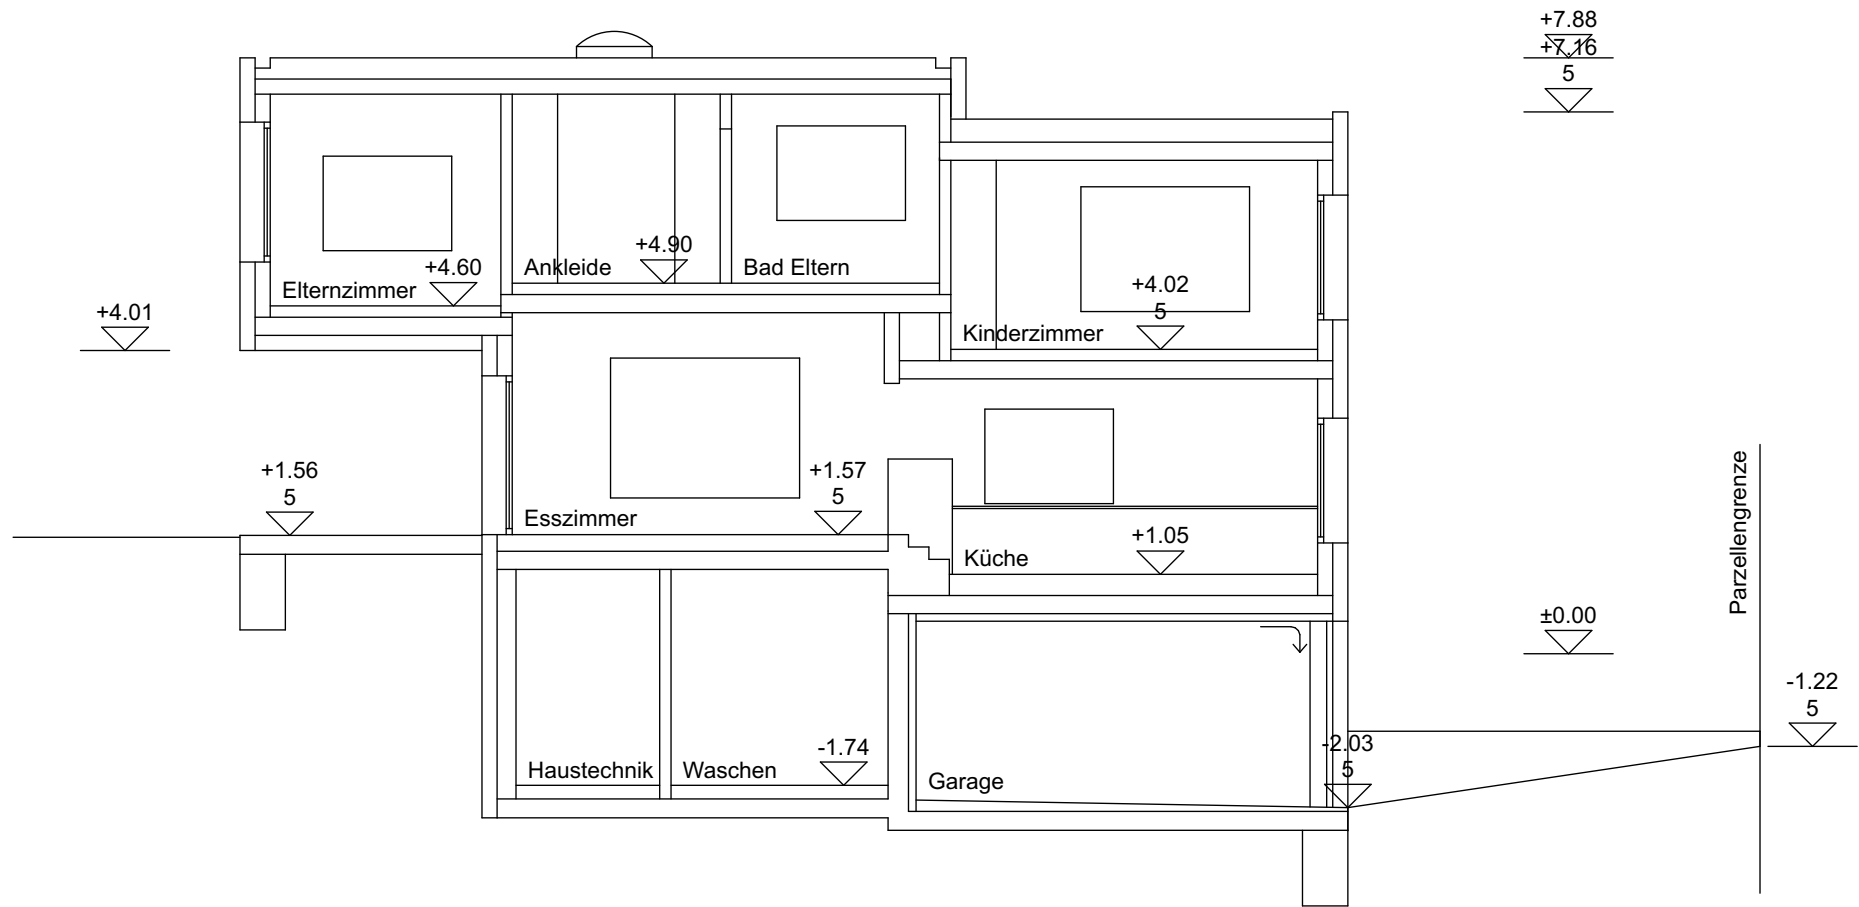 +7.88
+7.16
5
+4.90
+4.60
Ankleide
Bad Eltern
Elternzimmer
+4.02
5
+4.01
Kinderzimmer
+1.56
5
+1.57
5
Esszimmer
+1.05
Küche
Parzellengrenze
±0.00
-1.22
5
-1.74
-2.03
5
Haustechnik
Waschen
Garage